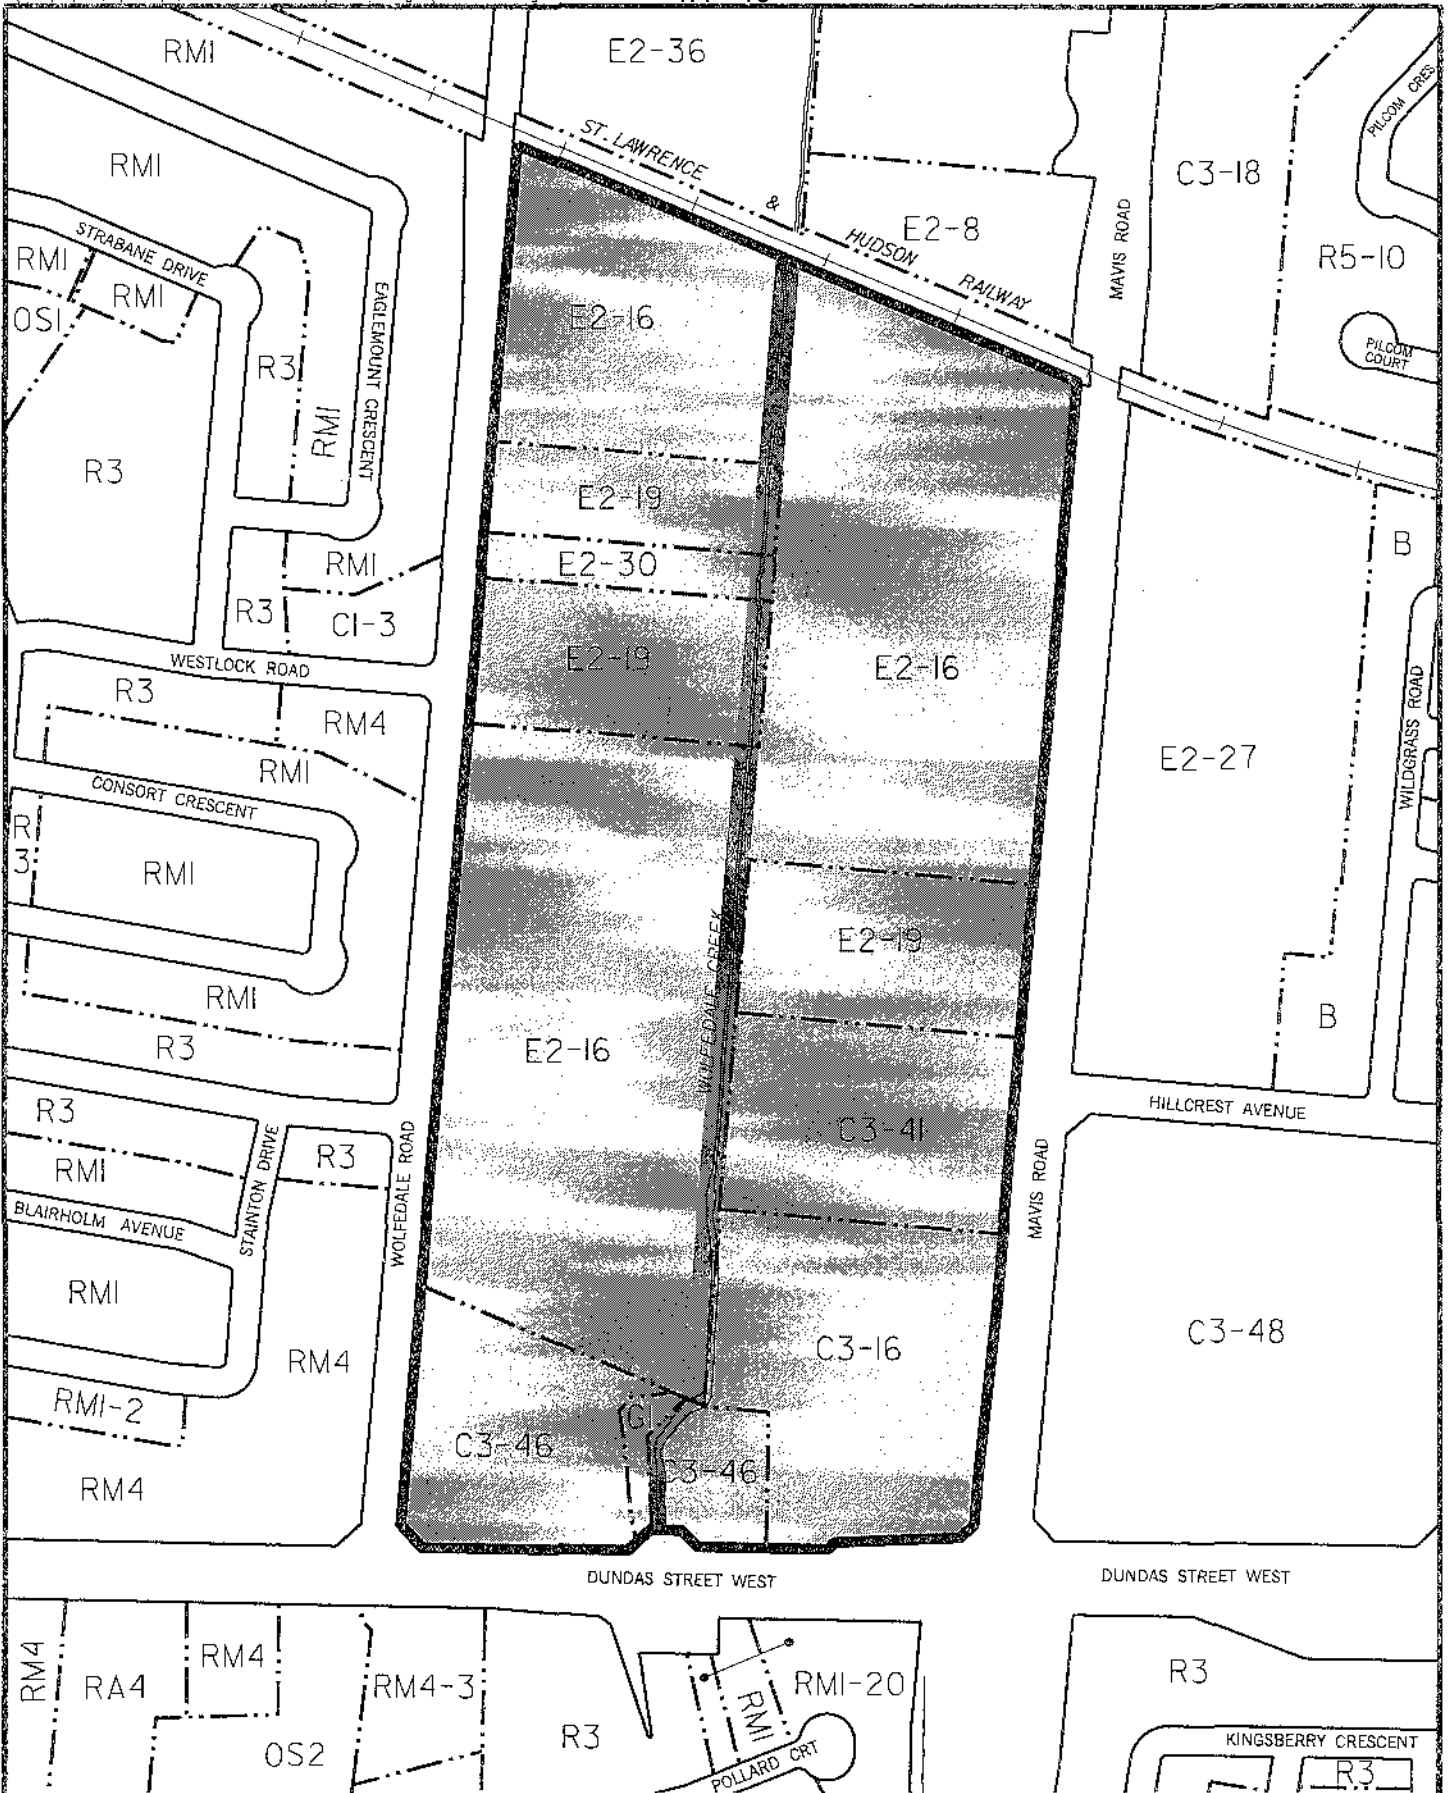 RM1
E2-36
ST. LAWRENCE
&
HUDSON
RAILWAY
PILCOM CRES
C3-18
RM1
E2-8
MAVIS ROAD
R5-10
STRABANE DRIVE
RM1
RM1
OS1
EAGLEMOUNT CRESCENT
E2-16
PILCOM
COURT
R3
RM1
R3
E2-19
B
RM1
E2-30
R3
C1-3
E2-19
E2-16
WESTLOCK ROAD
R3
RM4
WILDGRASS ROAD
RM1
E2-27
CONSORT CRESCENT
R
3
RM1
E2-19
WOLFEDALE CREEK
RM1
B
R3
E2-16
R3
HILLCREST AVENUE
C3-41
R3
RM1
STAINTON DRIVE
WOLFEDALE ROAD
MAVIS ROAD
BLAIRHOLM AVENUE
RM1
C3-48
RM4
C3-16
RM1-2
G1
C3-46
C3-46
RM4
DUNDAS STREET WEST
DUNDAS STREET WEST
RM4
RA4
RM4
RM4-3
RM1
RM1-20
R3
OS2
R3
POLLARD CRT
KINGSBERRY CRESCENT
R3